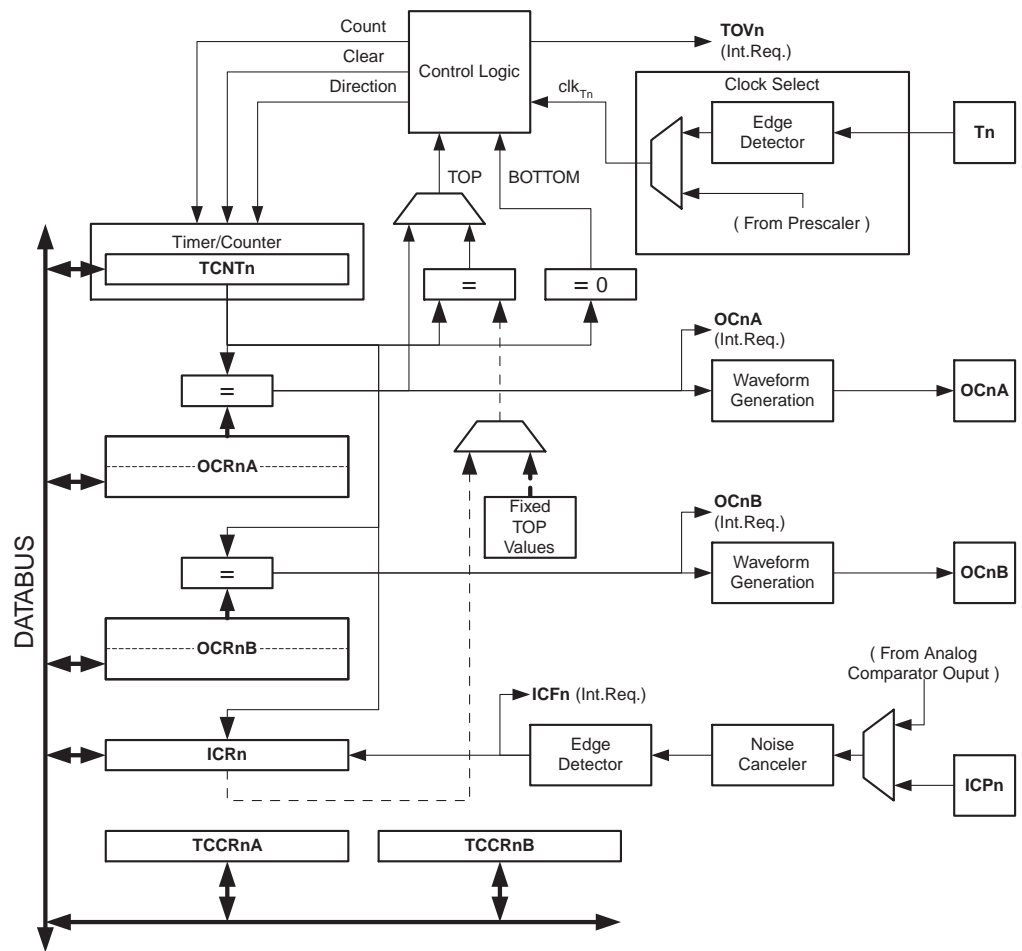 Count
Clear
Direction
Control Logic
TOVn
(Int.Req.)
clkTn
Clock Select
Edge
Detector
Tn
( From Prescaler )
TOP
BOTTOM
Timer/Counter
TCNTn
=
= 0
OCnA
(Int.Req.)
=
Waveform
Generation
OCnA
OCRnA
Fixed
TOP
Values
OCnB
(Int.Req.)
=
Waveform
Generation
OCnB
OCRnB
DATABUS
( From Analog
Comparator Ouput )
ICFn (Int.Req.)
ICRn
Edge
Detector
Noise
Canceler
ICPn
TCCRnA
TCCRnB